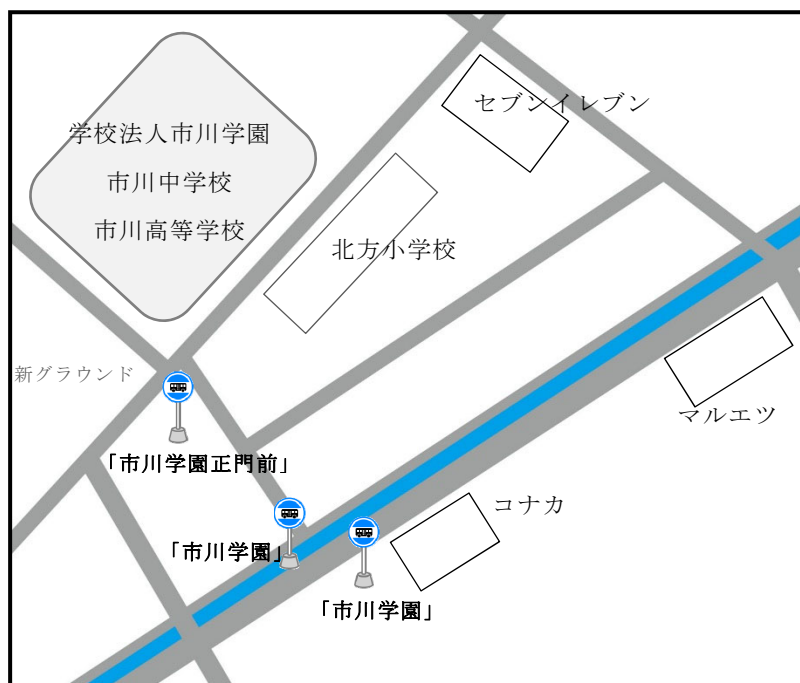 セブンイレブン
学校法人市川学園
市川中学校
市川高等学校
北方小学校
新グラウンド
マルエツ
「市川学園正門前」
コナカ
「市川学園」
「市川学園」